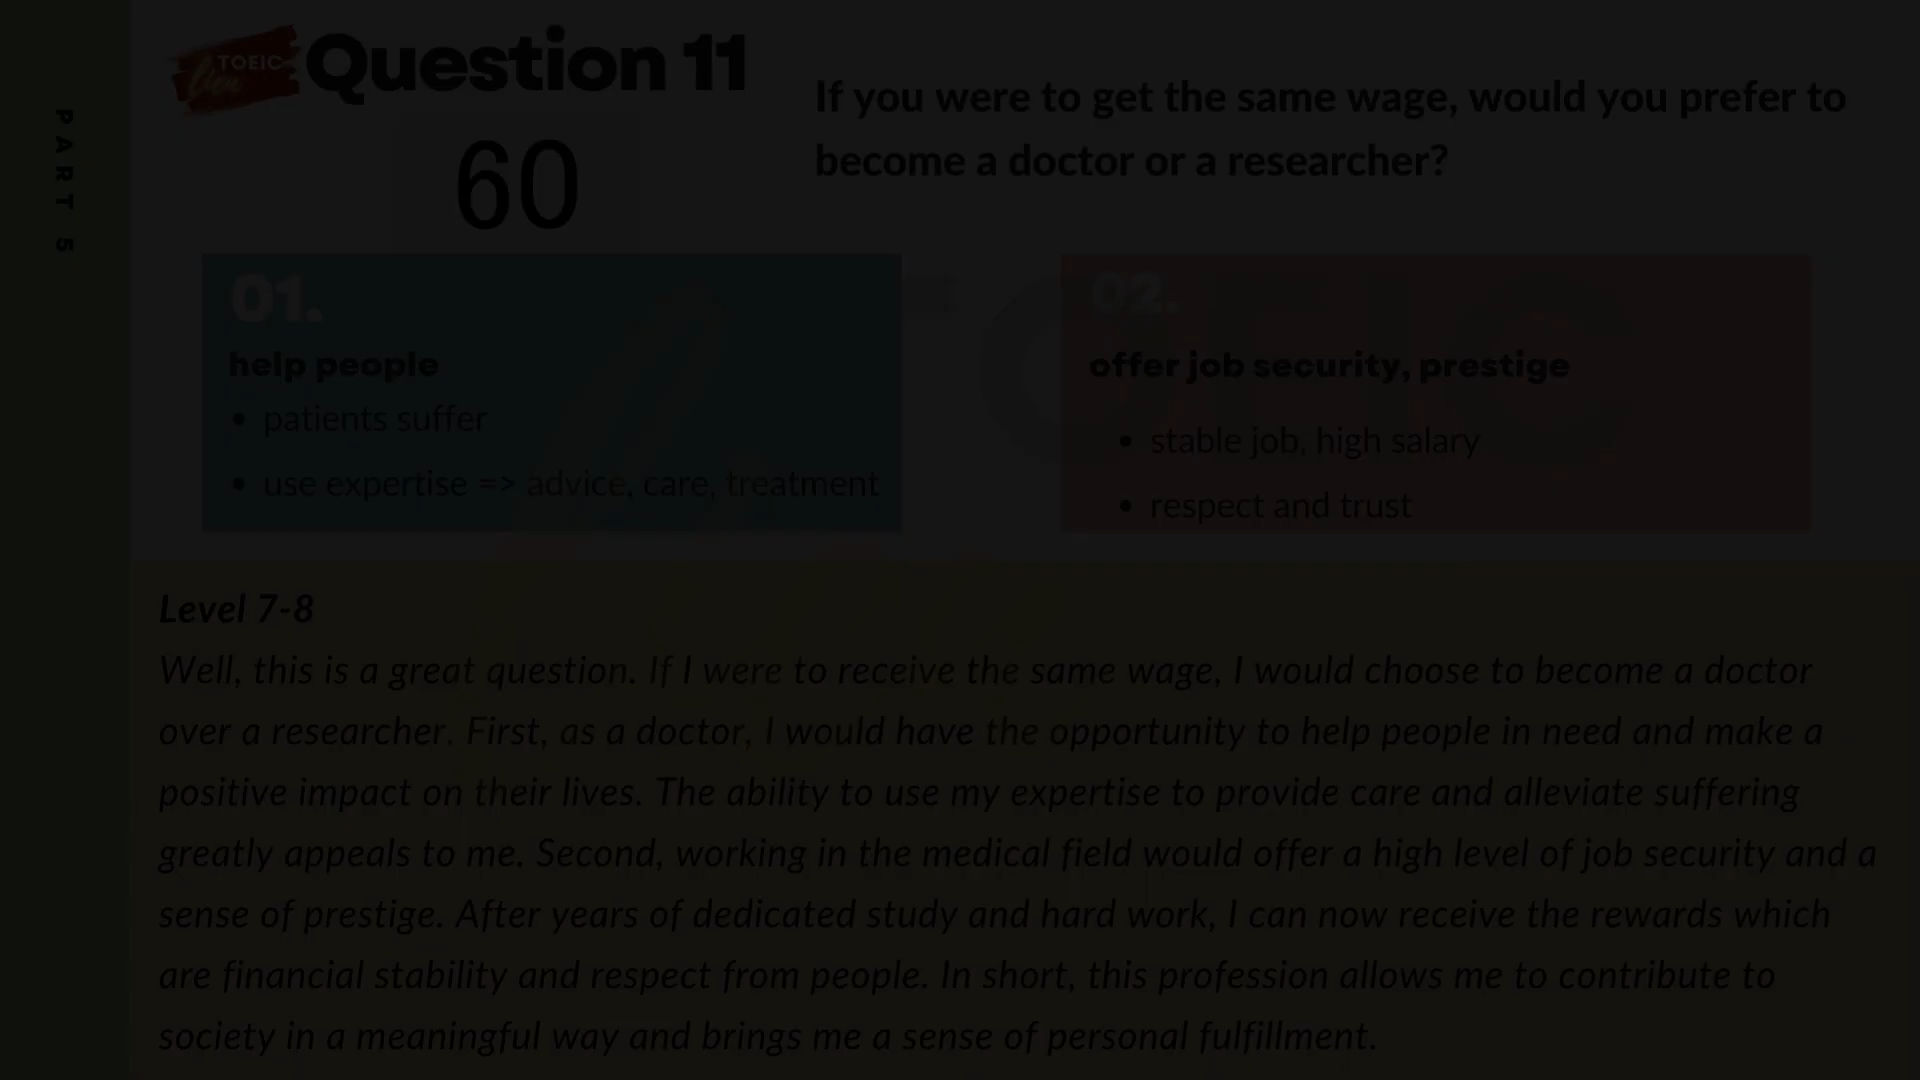 PART 5
TOEIC
lien
Question 11
60
If you were to get the same wage, would you prefer to
become a doctor or a researcher?
01.
help people
• patients suffer
• use expertise => advice, care, treatment
02.
offer job security, prestige
• stable job, high salary
• respect and trust
TOEIC
Level 7-8
Well, this is a great question. If I were to receive the same wage, I would choose to become a doctor
over a researcher. First, as a doctor, I would have the opportunity to help people in need and make a
positive impact on their lives. The ability to use my expertise to provide care and alleviate suffering
greatly appeals to me. Second, working in the medical field would offer a high level of job security and a
sense of prestige. After years of dedicated study and hard work, I can now receive the rewards which
are financial stability and respect from people. In short, this profession allows me to contribute to
society in a meaningful way and brings me a sense of personal fulfillment.